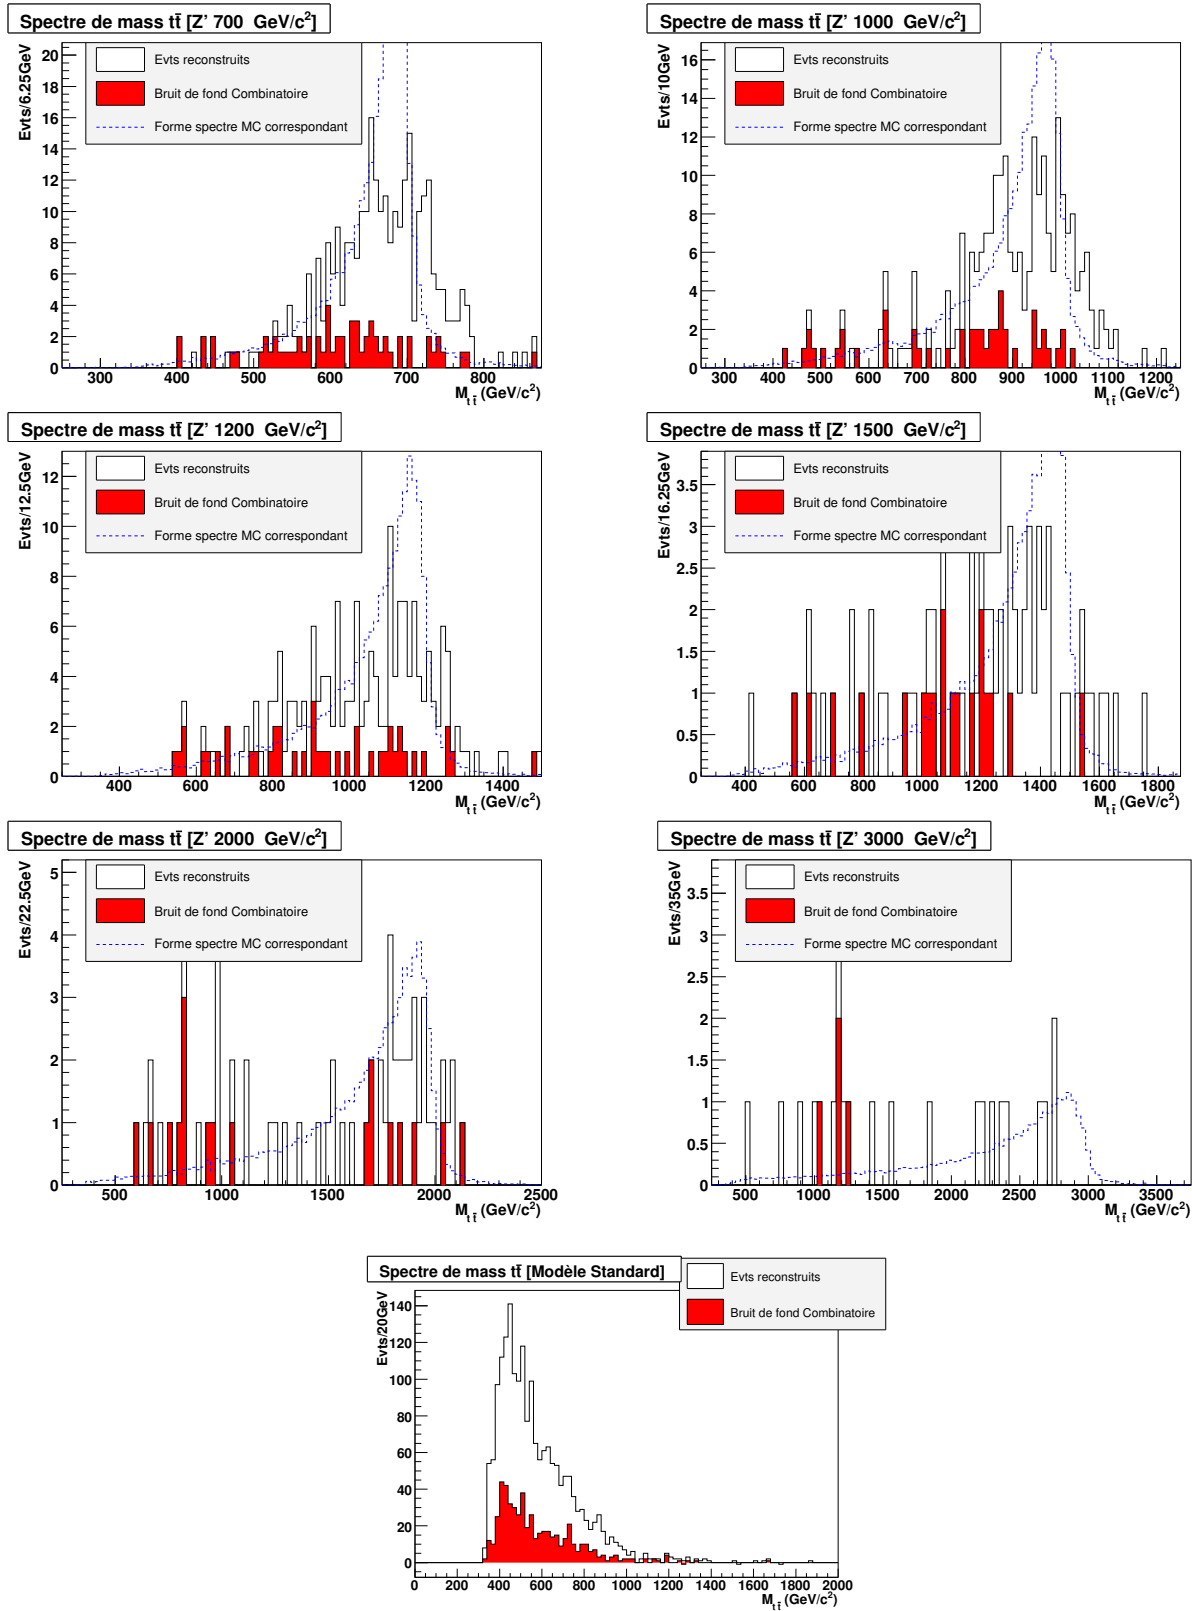 Spectre de mass tt̄ [Z' 700 GeV/c²]
Evts/6.25GeV
Evts reconstruits
Bruit de fond Combinatoire
Forme spectre MC correspondant
20
18
16
14
12
10
8
6
4
2
0
300 400 500 600 700 800
M_tt̄ (GeV/c²)
Spectre de mass tt̄ [Z' 1000 GeV/c²]
Evts/10GeV
Evts reconstruits
Bruit de fond Combinatoire
Forme spectre MC correspondant
16
14
12
10
8
6
4
2
0
300 400 500 600 700 800 900 1000 1100 1200
M_tt̄ (GeV/c²)
Spectre de mass tt̄ [Z' 1200 GeV/c²]
Evts/12.5GeV
Evts reconstruits
Bruit de fond Combinatoire
Forme spectre MC correspondant
12
10
8
6
4
2
0
400 600 800 1000 1200 1400
M_tt̄ (GeV/c²)
Spectre de mass tt̄ [Z' 1500 GeV/c²]
Evts/16.25GeV
Evts reconstruits
Bruit de fond Combinatoire
Forme spectre MC correspondant
3.5
3
2.5
2
1.5
1
0.5
0
400 600 800 1000 1200 1400 1600 1800
M_tt̄ (GeV/c²)
Spectre de mass tt̄ [Z' 2000 GeV/c²]
Evts/22.5GeV
Evts reconstruits
Bruit de fond Combinatoire
Forme spectre MC correspondant
5
4
3
2
1
0
500 1000 1500 2000 2500
M_tt̄ (GeV/c²)
Spectre de mass tt̄ [Z' 3000 GeV/c²]
Evts/35GeV
Evts reconstruits
Bruit de fond Combinatoire
Forme spectre MC correspondant
3.5
3
2.5
2
1.5
1
0.5
0
500 1000 1500 2000 2500 3000 3500
M_tt̄ (GeV/c²)
Spectre de mass tt̄ [Modèle Standard]
Evts/20GeV
Evts reconstruits
Bruit de fond Combinatoire
140
120
100
80
60
40
20
0
0 200 400 600 800 1000 1200 1400 1600 1800 2000
M_tt̄ (GeV/c²)